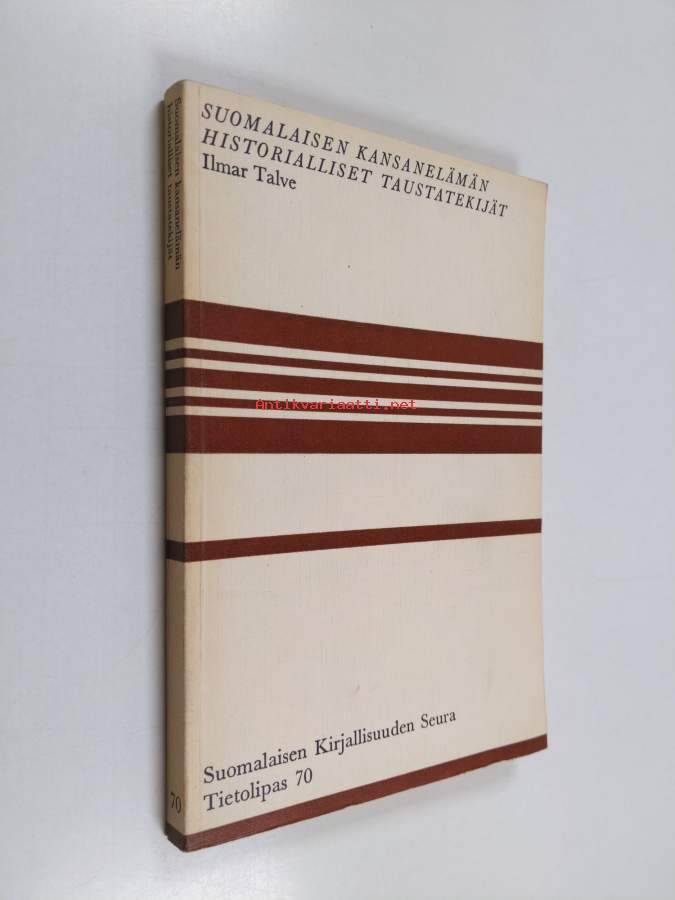 SUOMALAISEN KANSANELÄMÄN
HISTORIALLISET TAUSTATEKIJÄT
Ilmar Talve
Suomalaisen kansanelämän
historialliset taustatekijät
Antikvariaatti.net
Suomalaisen Kirjallisuuden Seura
Tietolipas 70
70